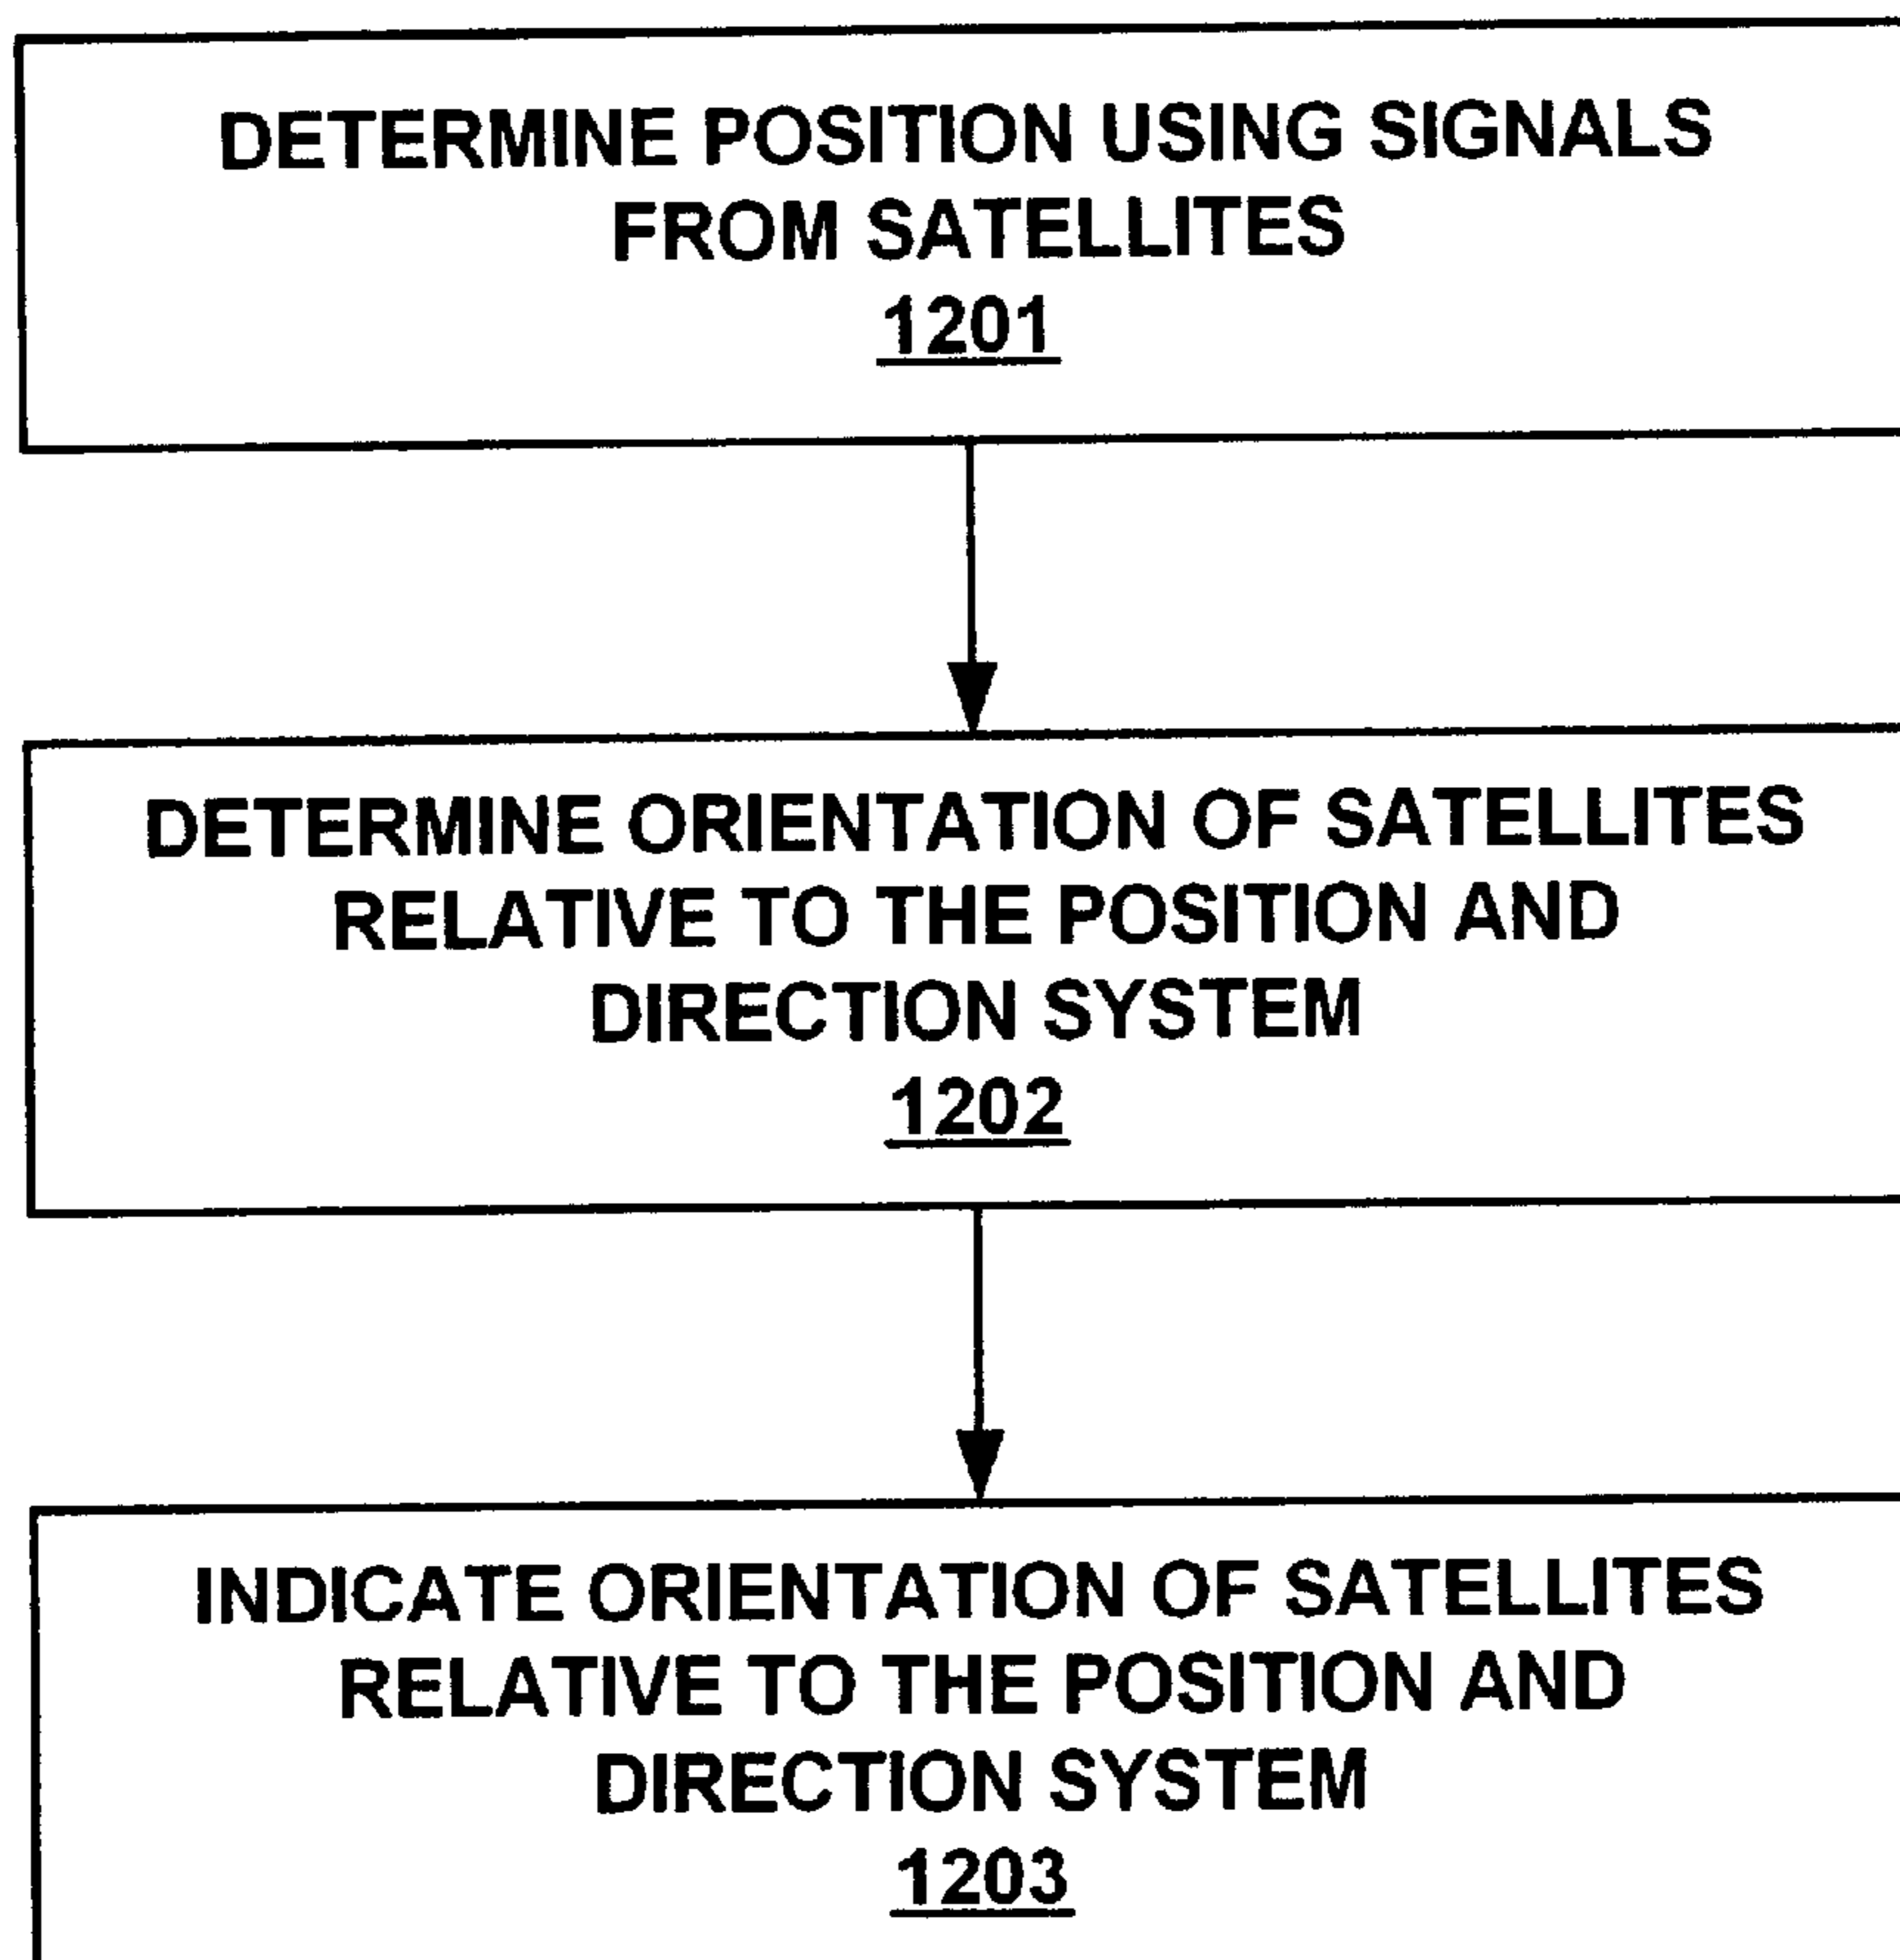 DETERMINE POSITION USING SIGNALS
FROM SATELLITES
1201
DETERMINE ORIENTATION OF SATELLITES
RELATIVE TO THE POSITION AND
DIRECTION SYSTEM
1202
INDICATE ORIENTATION OF SATELLITES
RELATIVE TO THE POSITION AND
DIRECTION SYSTEM
1203